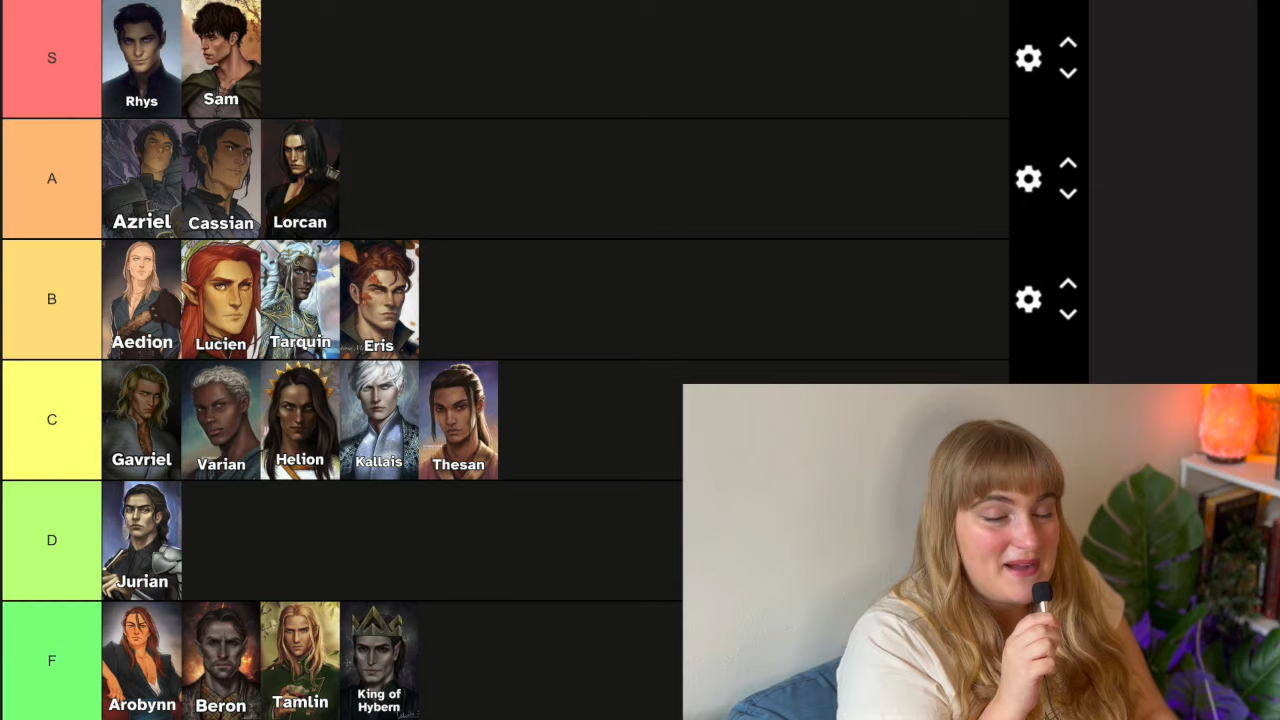 S
Rhys
Sam
A
Azriel
Cassian
Lorcan
B
Aedion
Lucien
Tarquin
Eris
C
Gavriel
Varian
Helion
Kallais
Thesan
D
Jurian
F
Arobynn
Beron
Tamlin
King of
Hybern